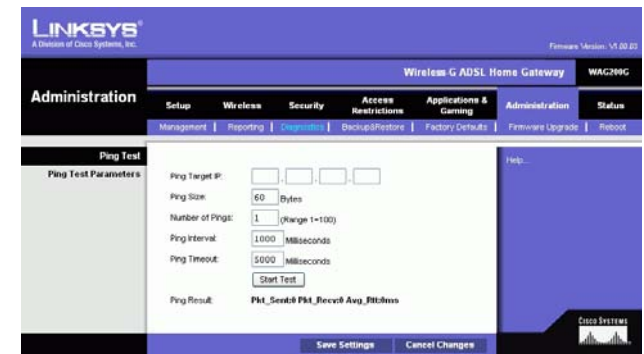 LINKSYS®
A Division of Cisco Systems, Inc.
Firmware Version: V1.00.03
Wireless-G ADSL Home Gateway WAG200G
Administration
Setup Wireless Security Access Restrictions Applications & Gaming Administration Status
Management | Reporting | Diagnostics | Backup&Restore | Factory Defaults | Firmware Upgrade | Reboot
Ping Test
Ping Test Parameters
Help...
Ping Target IP: . . .
Ping Size: 60 Bytes
Number of Pings: 1 (Range 1~100)
Ping Interval: 1000 Milliseconds
Ping Timeout: 5000 Milliseconds
Start Test
Ping Result: Pkt_Sent:0 Pkt_Recv:0 Avg_Rtt:0ms
Save Settings Cancel Changes
CISCO SYSTEMS